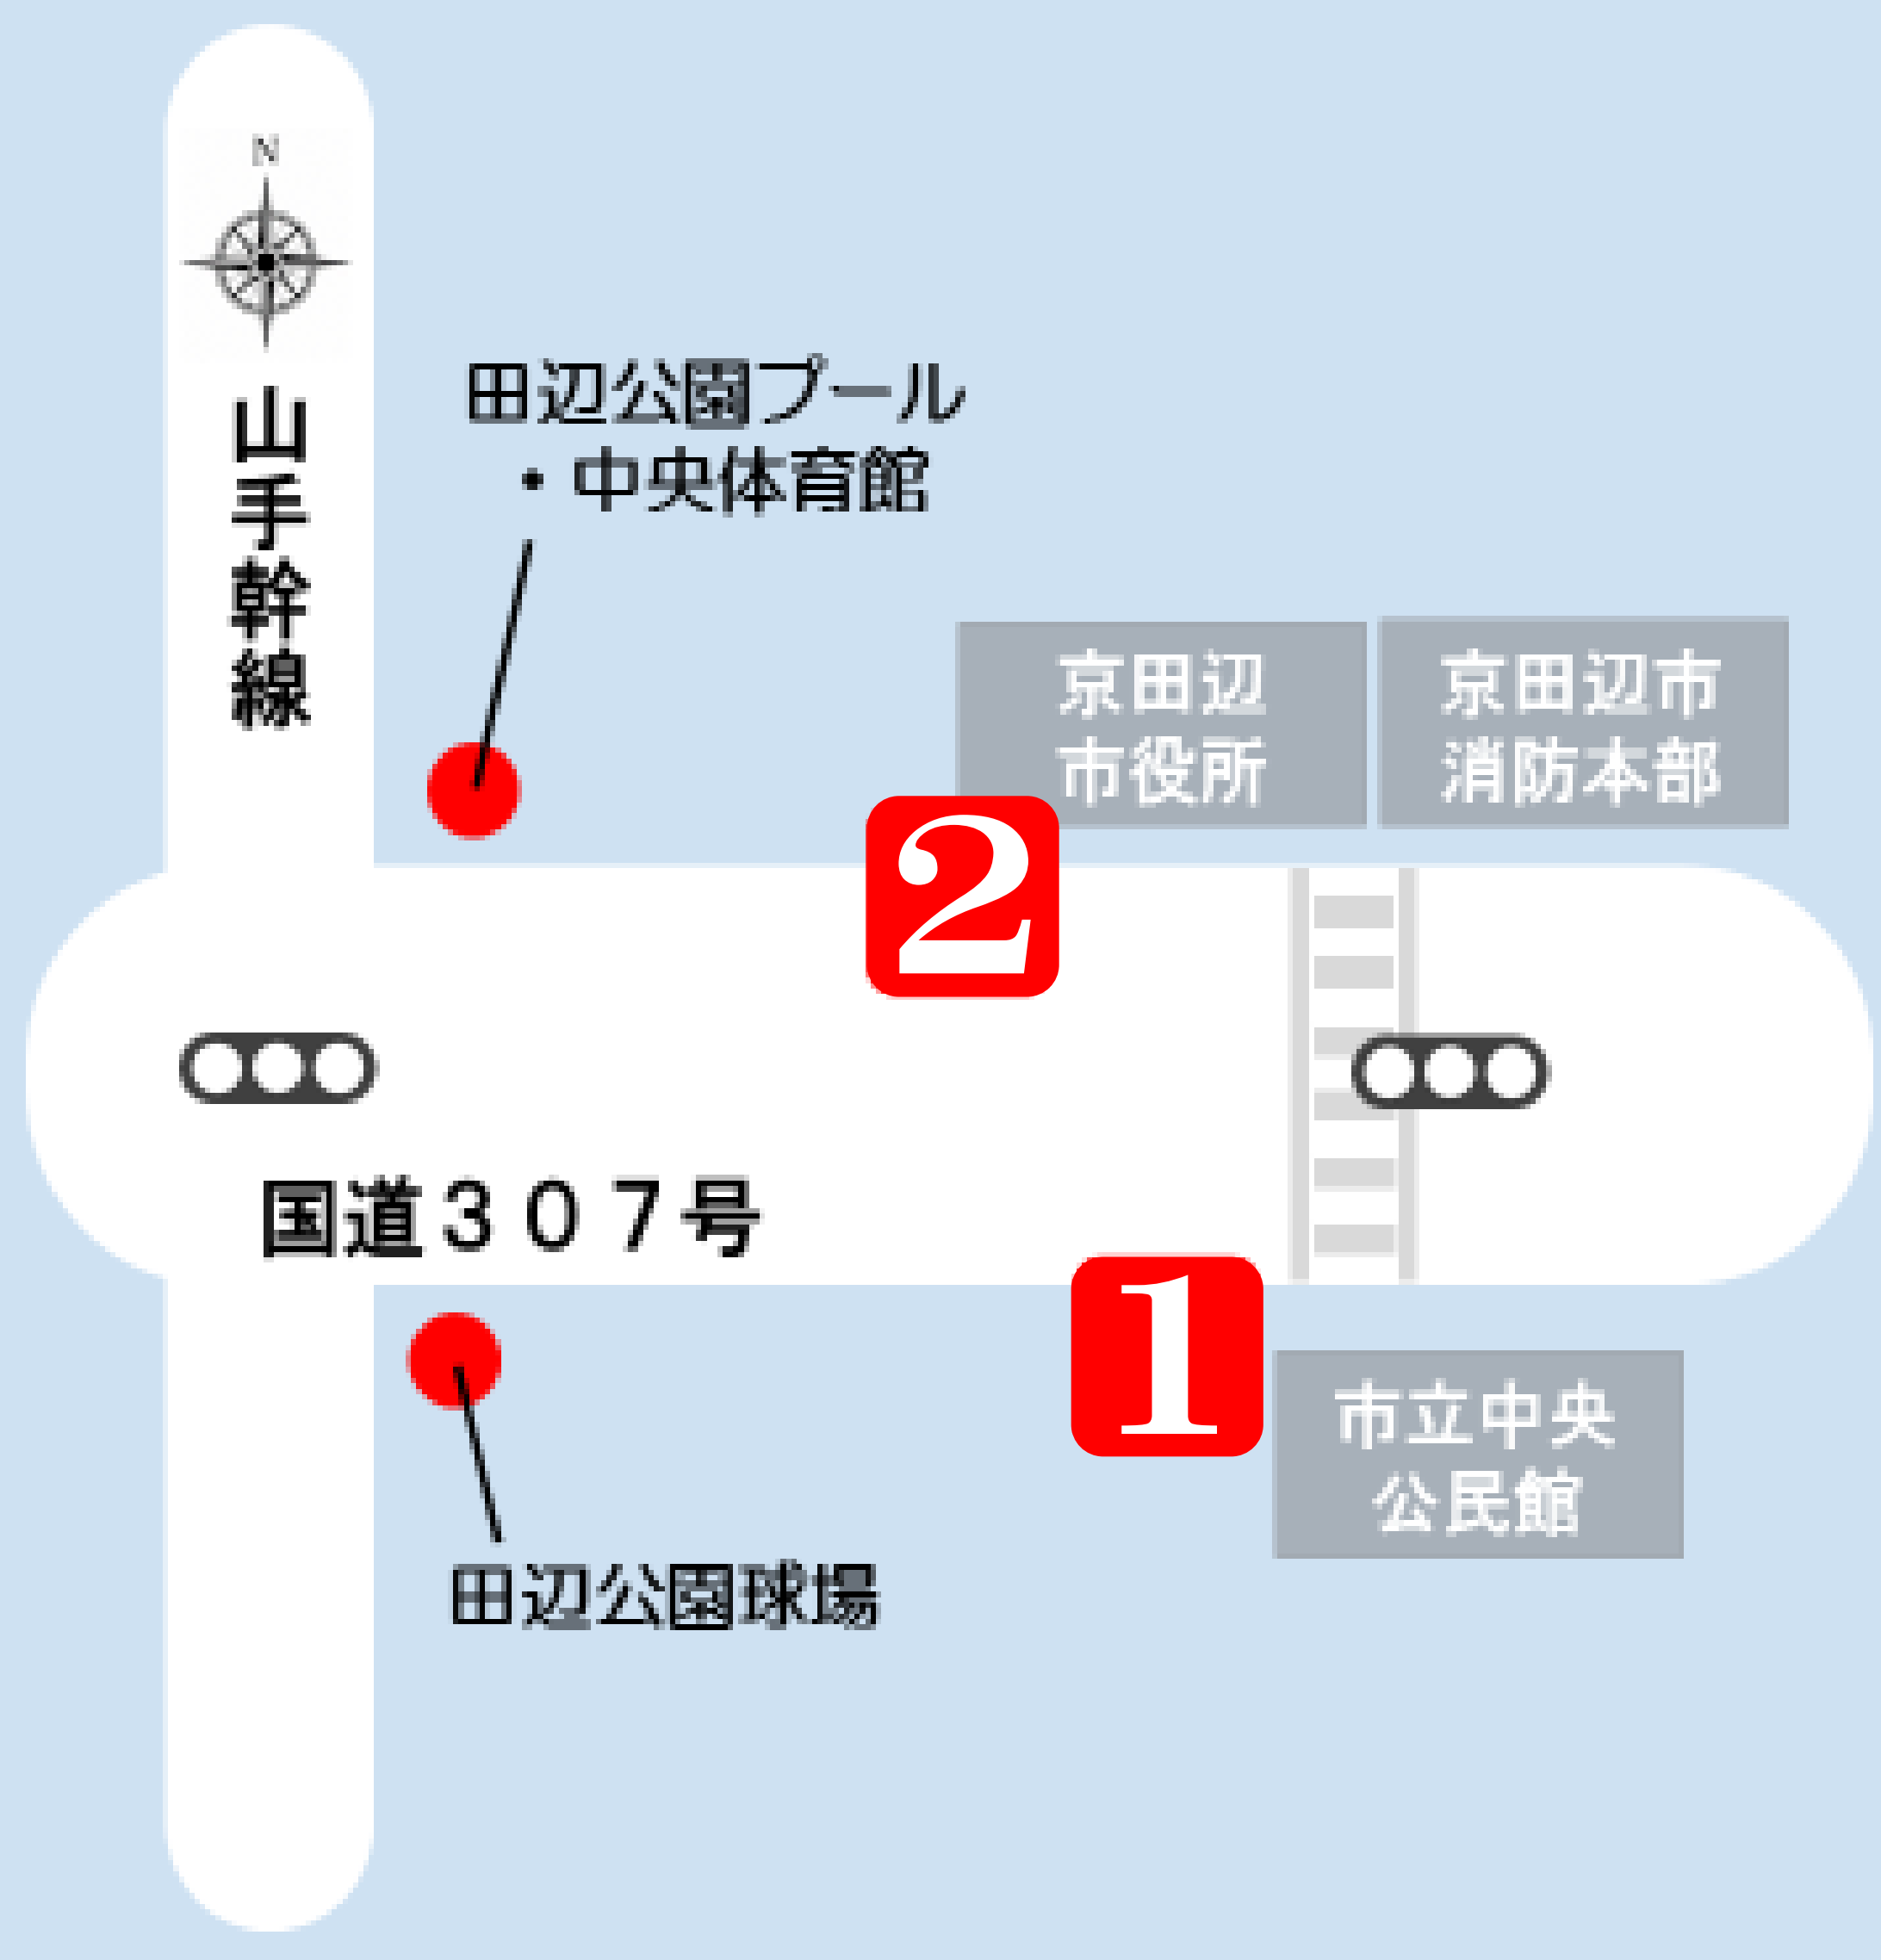 N
山手幹線
田辺公園プール
・中央体育館
京田辺
市役所
京田辺市
消防本部
2
国道３０７号
1
市立中央
公民館
田辺公園球場